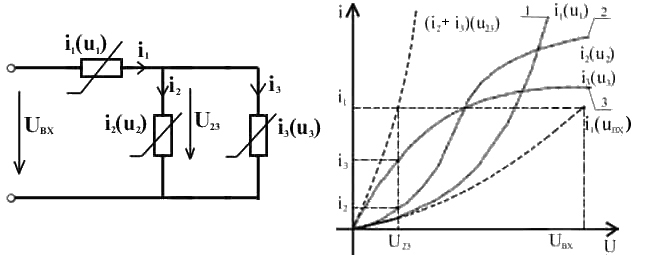 i₁(u₁)
i₁
i₂
i₃
U_ВХ
i₂(u₂)
U₂₃
i₃(u₃)
i
(i₂+ i₃)(u₂₃)
1
i₁(u₁)
2
i₂(u₂)
i₁(u₃)
3
i₁(u_ВХ)
i₁
i₃
i₂
U₂₃
U_ВХ
U